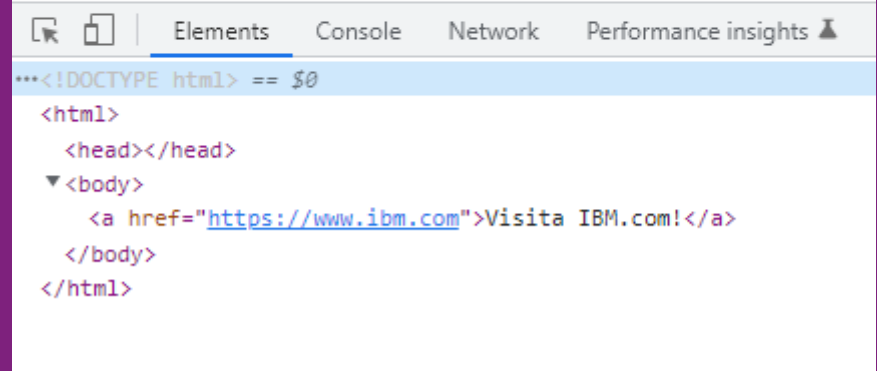 Elements Console Network Performance insights
···<!DOCTYPE html> == $0
<html>
<head></head>
<body>
<a href="https://www.ibm.com">Visita IBM.com!</a>
</body>
</html>